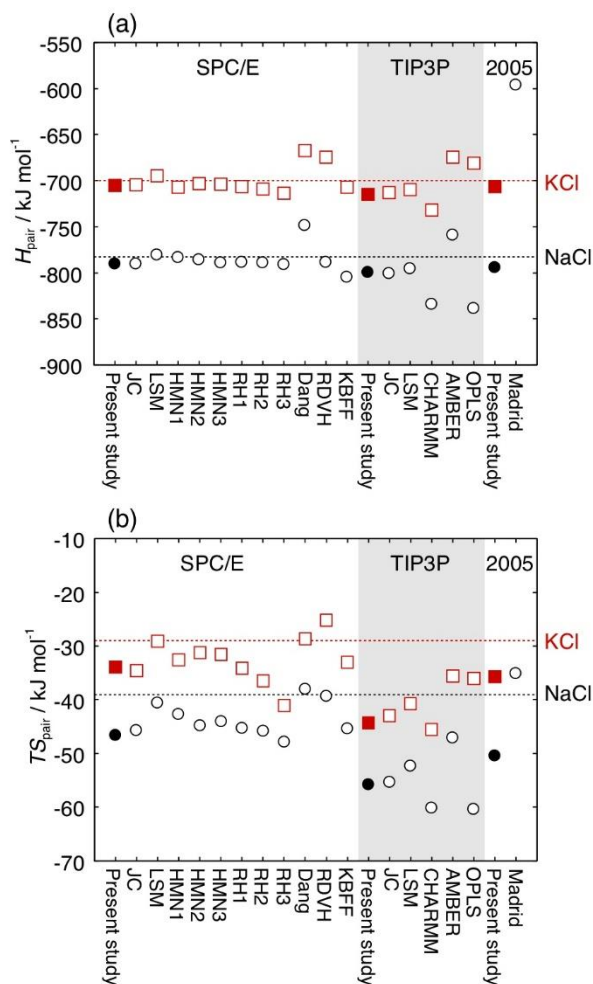 (a)
SPC/E TIP3P 2005
-550
-600
-650
-700
-750
-800
-850
-900
H_pair / kJ mol⁻¹
KCl
NaCl
Present study
JC
LSM
HMN1
HMN2
HMN3
RH1
RH2
RH3
Dang
RDVH
KBFF
Present study
JC
LSM
CHARMM
AMBER
OPLS
Present study
Madrid
(b)
-10
SPC/E TIP3P 2005
-20
-30
-40
-50
-60
-70
TS_pair / kJ mol⁻¹
KCl
NaCl
Present study
JC
LSM
HMN1
HMN2
HMN3
RH1
RH2
RH3
Dang
RDVH
KBFF
Present study
JC
LSM
CHARMM
AMBER
OPLS
Present study
Madrid